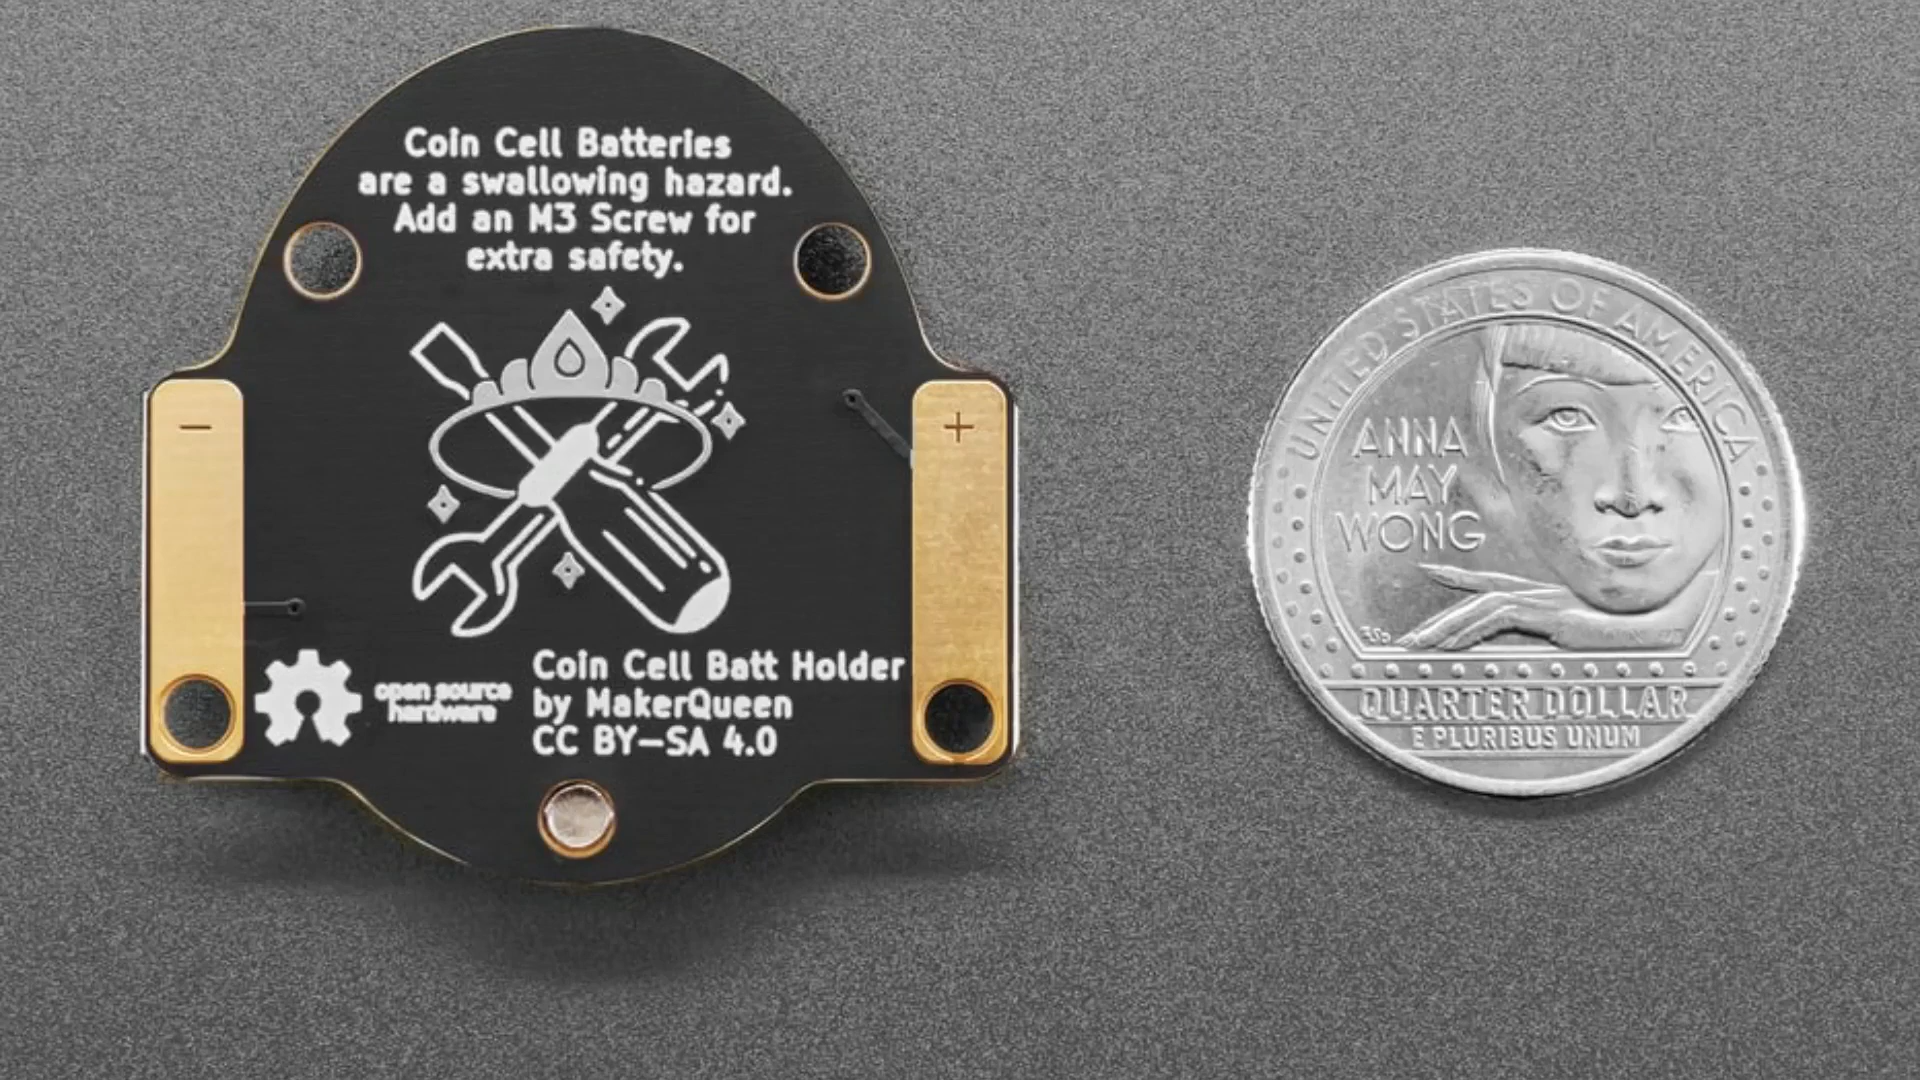 Coin Cell Batteries
are a swallowing hazard.
Add an M3 Screw for
extra safety.
−
+
open source
hardware
Coin Cell Batt Holder
by MakerQueen
CC BY-SA 4.0
UNITED STATES OF AMERICA
ANNA
MAY
WONG
QUARTER DOLLAR
E PLURIBUS UNUM